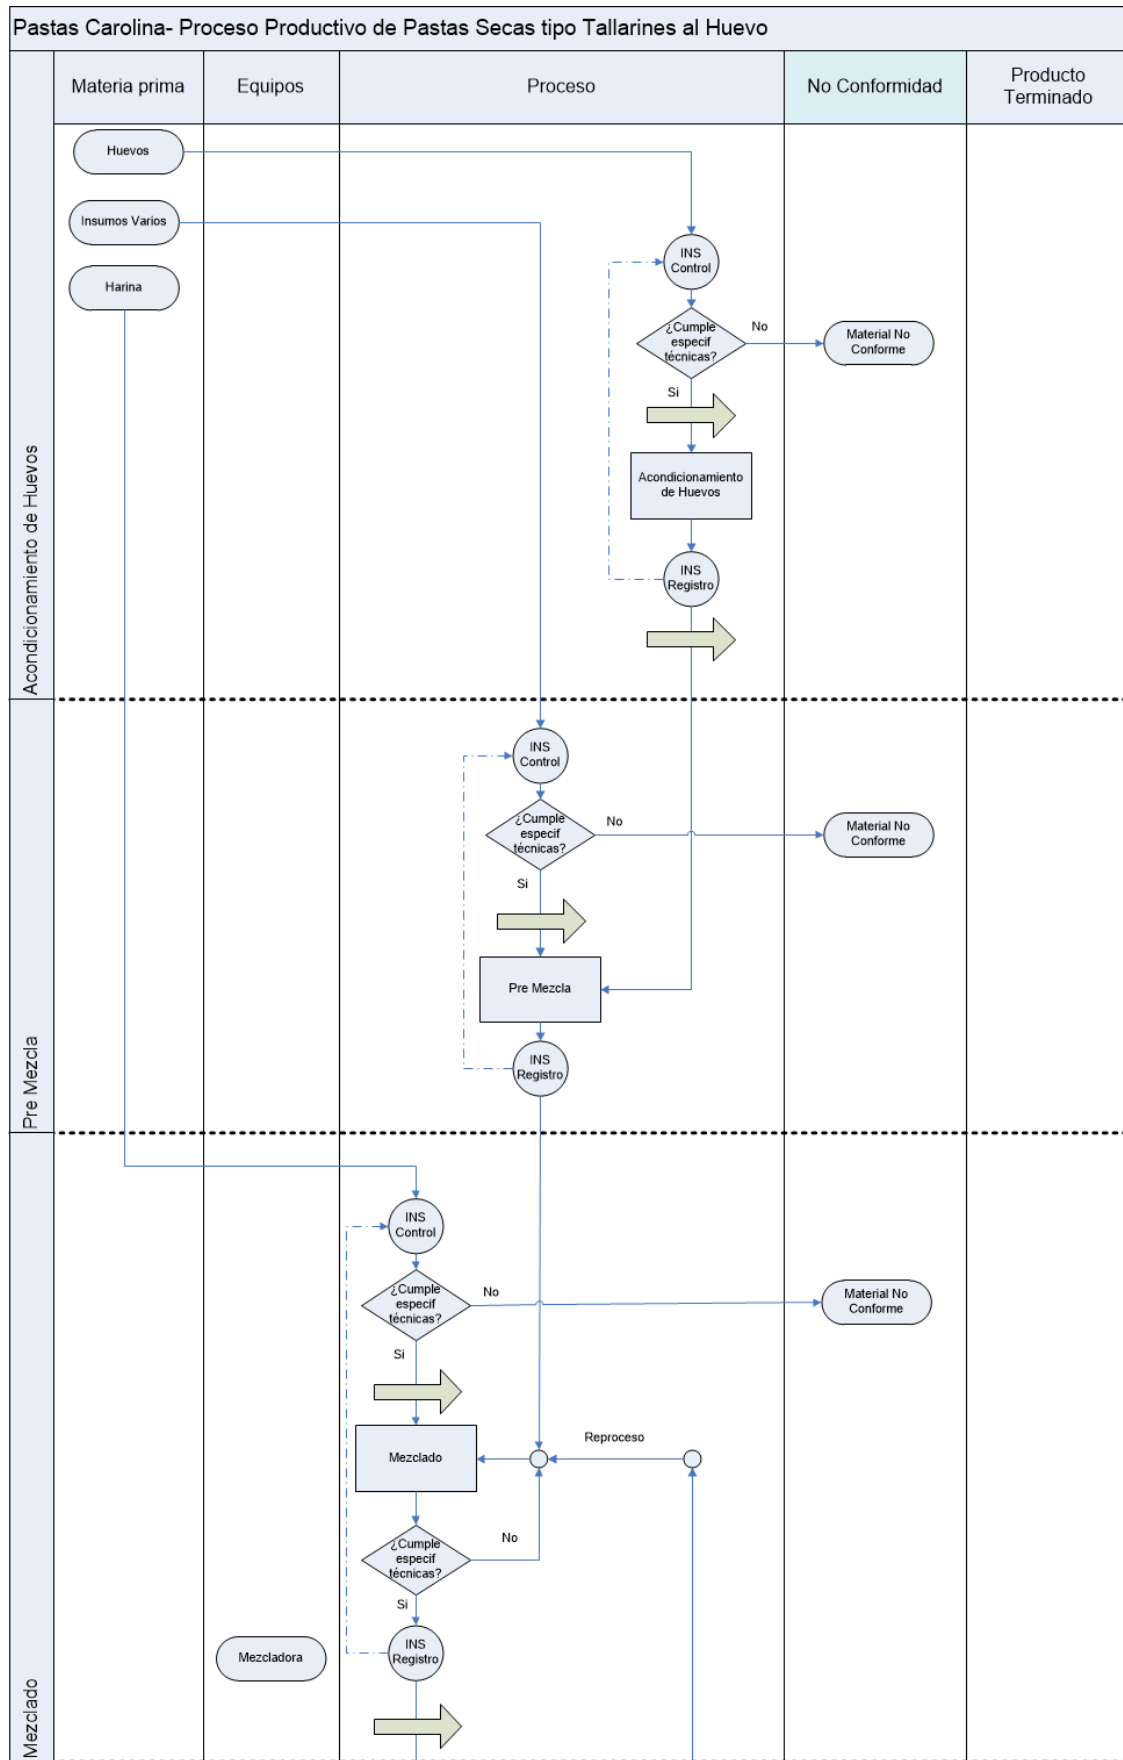 Pastas Carolina- Proceso Productivo de Pastas Secas tipo Tallarines al Huevo
Materia prima
Equipos
Proceso
No Conformidad
Producto
Terminado
Acondicionamiento de Huevos
Huevos
Insumos Varios
Harina
INS
Control
¿Cumple
especif
técnicas?
No
Material No
Conforme
Si
Acondicionamiento
de Huevos
INS
Registro
Pre Mezcla
INS
Control
¿Cumple
especif
técnicas?
No
Material No
Conforme
Si
Pre Mezcla
INS
Registro
Mezclado
INS
Control
¿Cumple
especif
técnicas?
No
Material No
Conforme
Si
Mezclado
Reproceso
¿Cumple
especif
técnicas?
No
Si
Mezcladora
INS
Registro